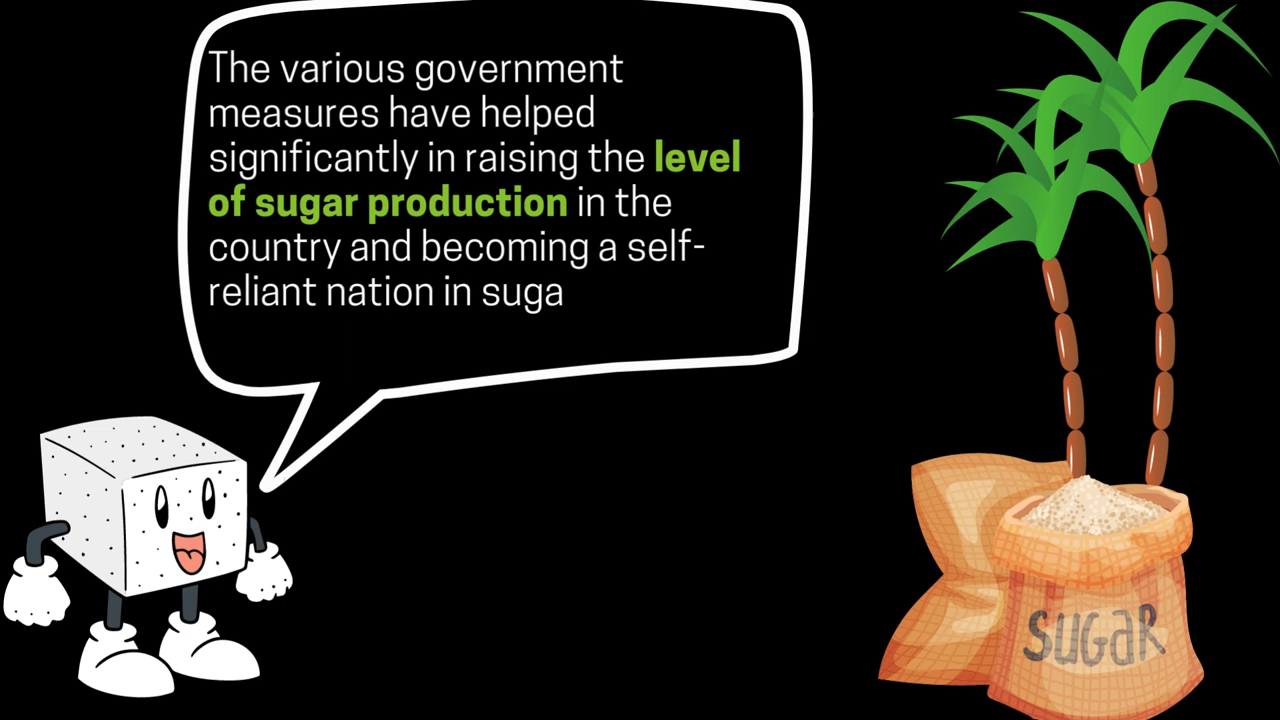 The various government
measures have helped
significantly in raising the level
of sugar production in the
country and becoming a self-
reliant nation in suga
SUGAR